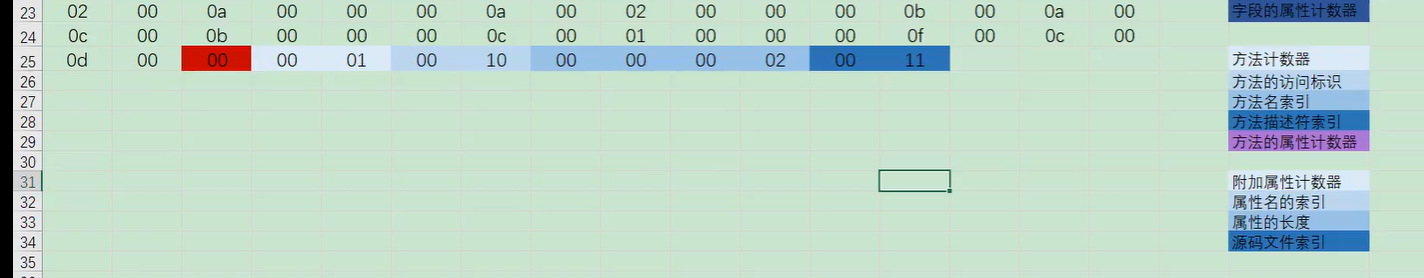 23 02 00 0a 00 00 00 0a 00 02 00 00 00 0b 00 0a 00 字段的属性计数器
24 0c 00 0b 00 00 00 0c 00 01 00 00 00 0f 00 0c 00
25 0d 00 00 00 01 00 10 00 00 00 02 00 11 方法计数器
26 方法的访问标识
27 方法名索引
28 方法描述符索引
29 方法的属性计数器
30
31 附加属性计数器
32 属性名的索引
33 属性的长度
34 源码文件索引
35